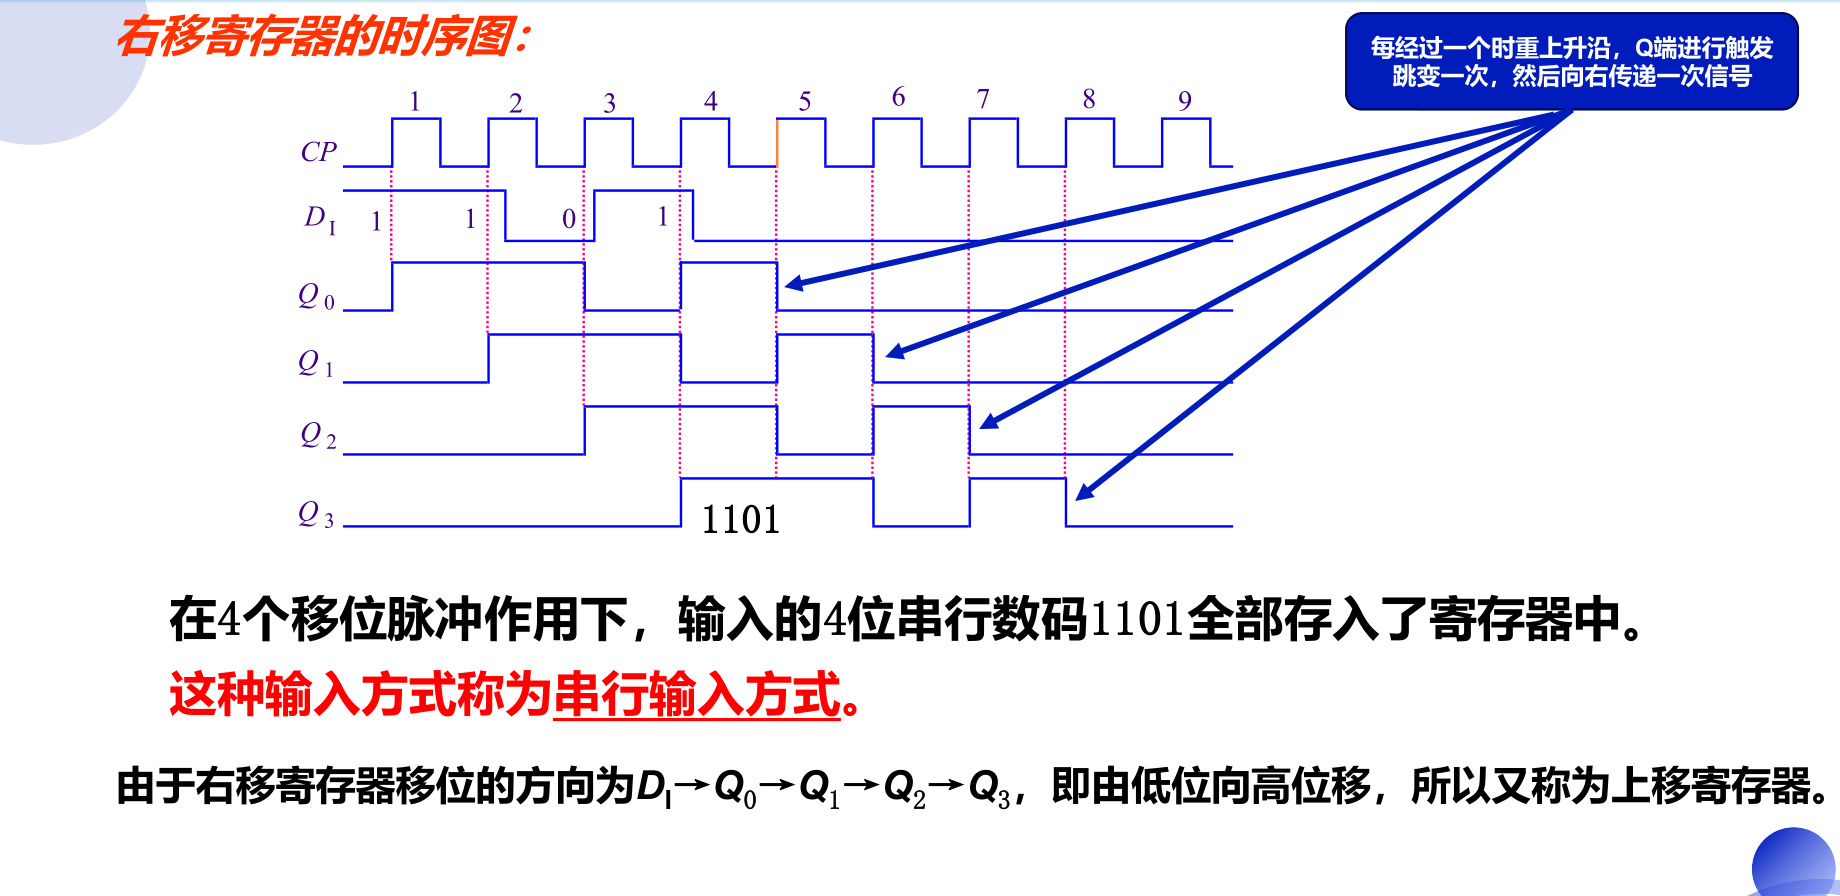 右移寄存器的时序图:
每经过一个时重上升沿，Q端进行触发
跳变一次，然后向右传递一次信号
1 2 3 4 5 6 7 8 9
CP
DI 1 1 0 1
Q0
Q1
Q2
Q3
1101
在4个移位脉冲作用下，输入的4位串行数码1101全部存入了寄存器中。
这种输入方式称为串行输入方式。
由于右移寄存器移位的方向为DI→Q0→Q1→Q2→Q3，即由低位向高位移，所以又称为上移寄存器。